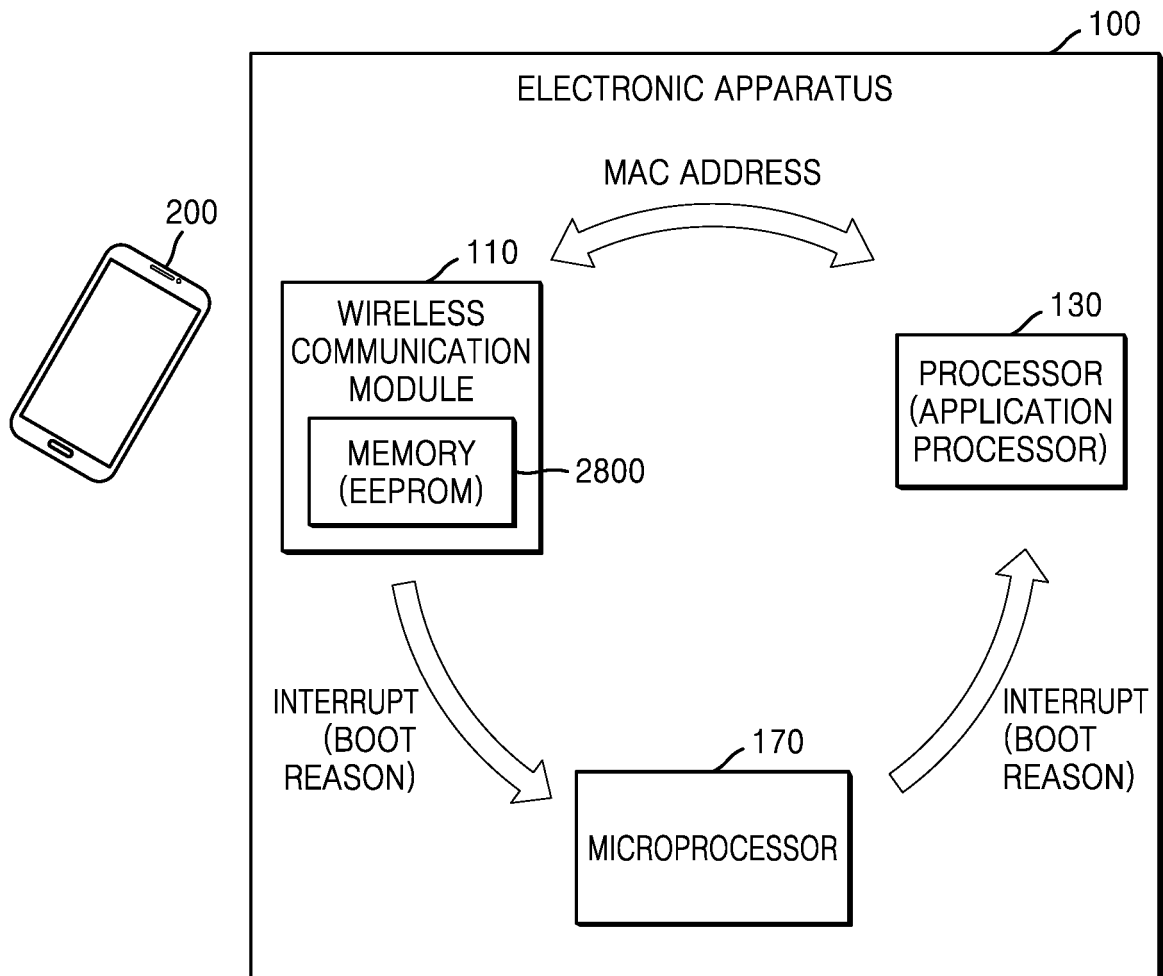 100
ELECTRONIC APPARATUS
MAC ADDRESS
200
110
WIRELESS
COMMUNICATION
MODULE
MEMORY
(EEPROM)
2800
130
PROCESSOR
(APPLICATION
PROCESSOR)
INTERRUPT
(BOOT
REASON)
INTERRUPT
(BOOT
REASON)
170
MICROPROCESSOR